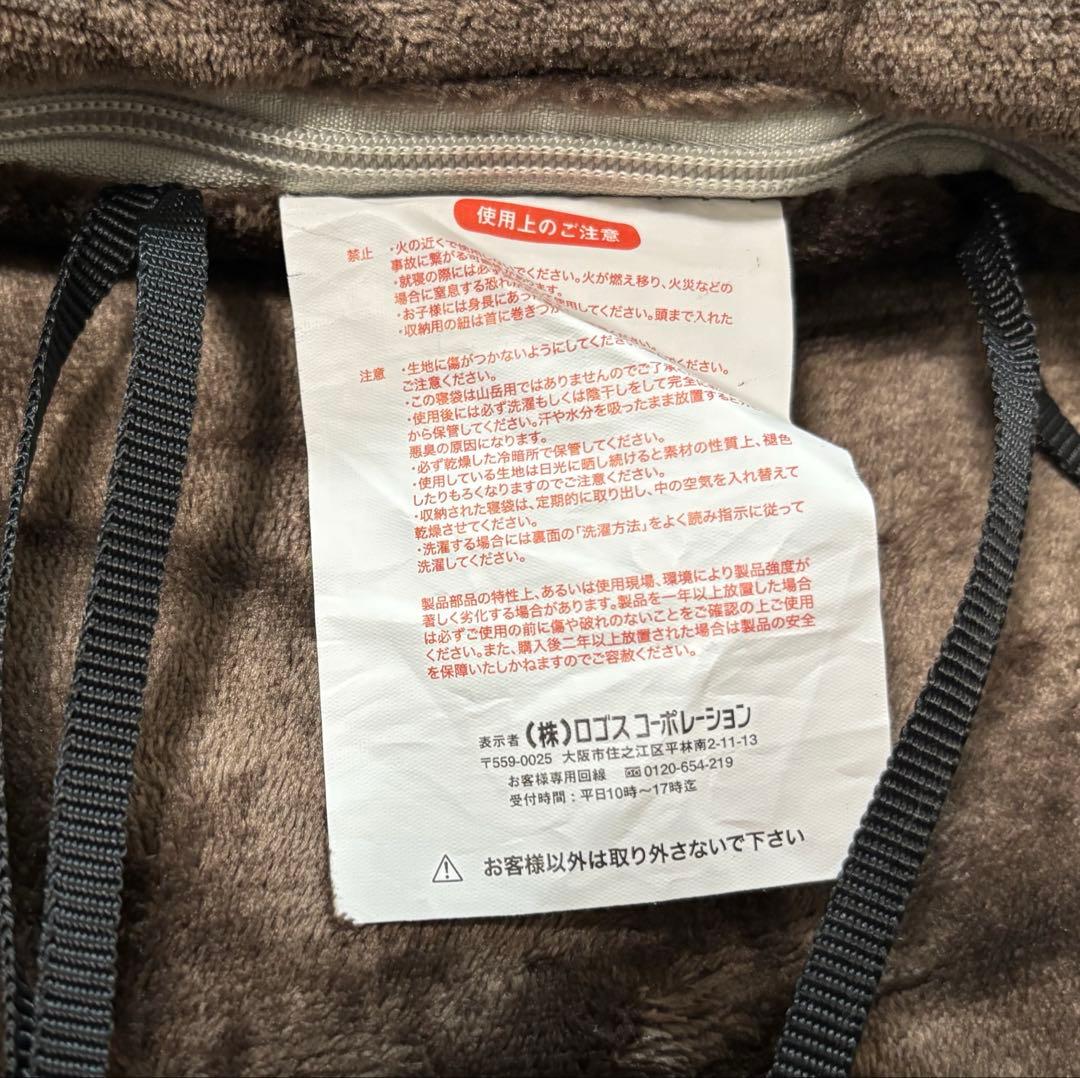 使用上のご注意
禁止 ・火の近くで使
でください。火が燃え移り、火災などの
事故に繋がる可
・就寝の際には必ず
場合に窒息する恐れ
・お子様には身長にあっ
使用してください。頭まで入れた
・収納用の紐は首に巻きつ
注意 ・生地に傷がつかないようにしてくださ
ください。
ご注意ください。
・この寝袋は山岳用ではありませんのでご了承
・使用後には必ず洗濯もしくは陰干しをして完全に
から保管してください。汗や水分を吸ったまま放置すると
悪臭の原因になります。
・必ず乾燥した冷暗所で保管してください。
・使用している生地は日光に晒し続けると素材の性質上、褪色
したりもろくなりますのでご注意ください。
・収納された寝袋は、定期的に取り出し、中の空気を入れ替えて
乾燥させてください。
・洗濯する場合には裏面の「洗濯方法」をよく読み指示に従って
洗濯してください。
製品部品の特性上、あるいは使用現場、環境により製品強度が
著しく劣化する場合があります。製品を一年以上放置した場合
は必ずご使用の前に傷や破れのないことをご確認の上ご使用
ください。また、購入後二年以上放置された場合は製品の安全
を保障いたしかねますのでご容赦ください。
表示者 (株)ロゴス コーポレーション
〒559-0025 大阪市住之江区平林南2-11-13
お客様専用回線 0120-654-219
受付時間：平日10時～17時迄
お客様以外は取り外さないで下さい